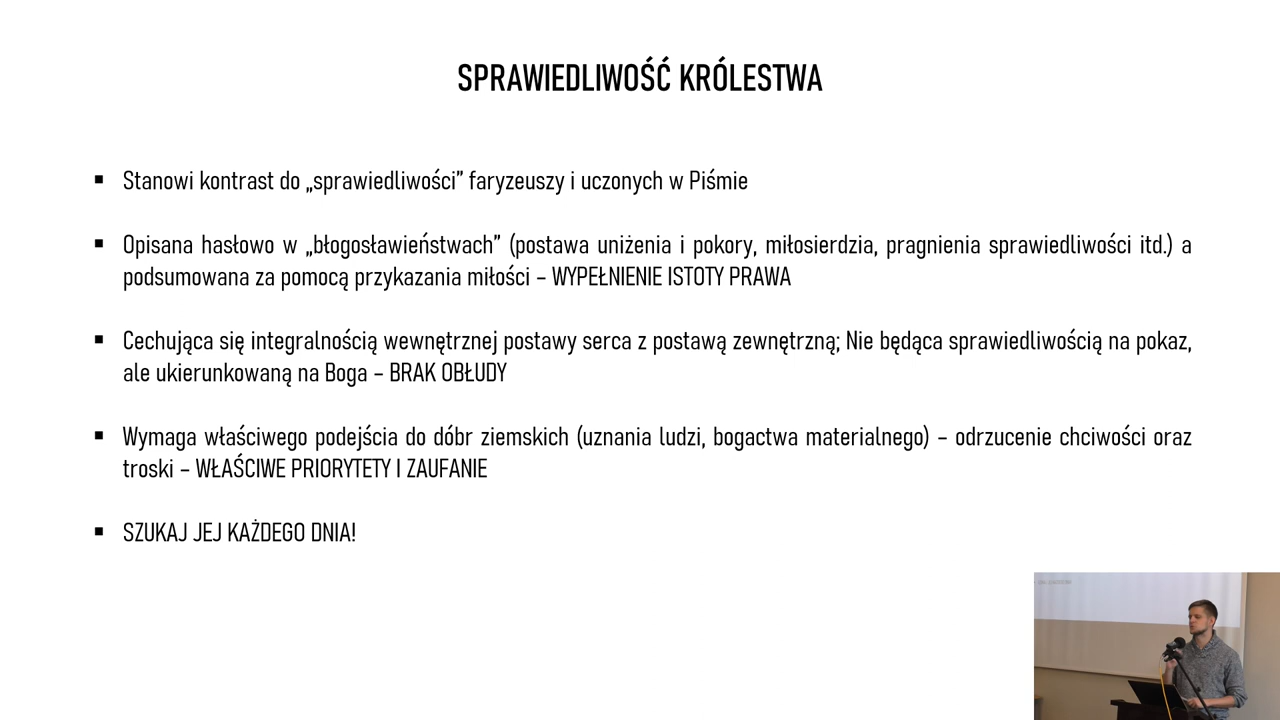 SPRAWIEDLIWOŚĆ KRÓLESTWA
▪ Stanowi kontrast do „sprawiedliwości” faryzeuszy i uczonych w Piśmie
▪ Opisana hasłowo w „błogosławieństwach” (postawa uniżenia i pokory, miłosierdzia, pragnienia sprawiedliwości itd.) a
podsumowana za pomocą przykazania miłości – WYPEŁNIENIE ISTOTY PRAWA
▪ Cechująca się integralnością wewnętrznej postawy serca z postawą zewnętrzną; Nie będąca sprawiedliwością na pokaz,
ale ukierunkowaną na Boga – BRAK OBŁUDY
▪ Wymaga właściwego podejścia do dóbr ziemskich (uznania ludzi, bogactwa materialnego) – odrzucenie chciwości oraz
troski – WŁAŚCIWE PRIORYTETY I ZAUFANIE
▪ SZUKAJ JEJ KAŻDEGO DNIA!